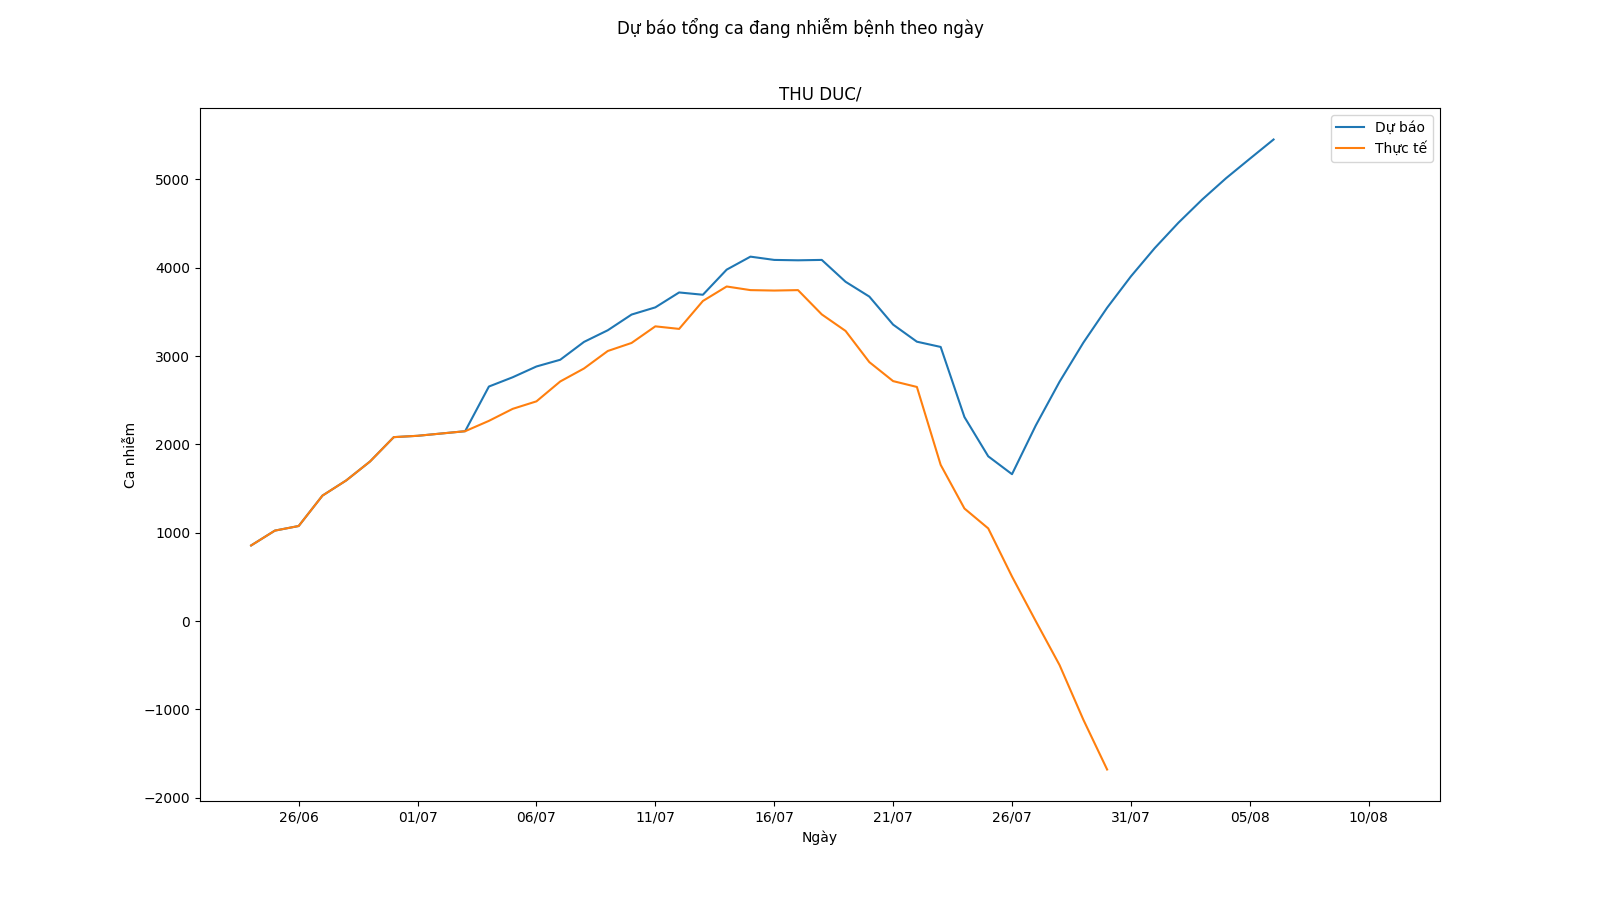 Dự báo tổng ca đang nhiễm bệnh theo ngày
THU DUC/
Dự báo
Thực tế
Ca nhiễm
5000
4000
3000
2000
1000
0
−1000
−2000
26/06 01/07 06/07 11/07 16/07 21/07 26/07 31/07 05/08 10/08
Ngày